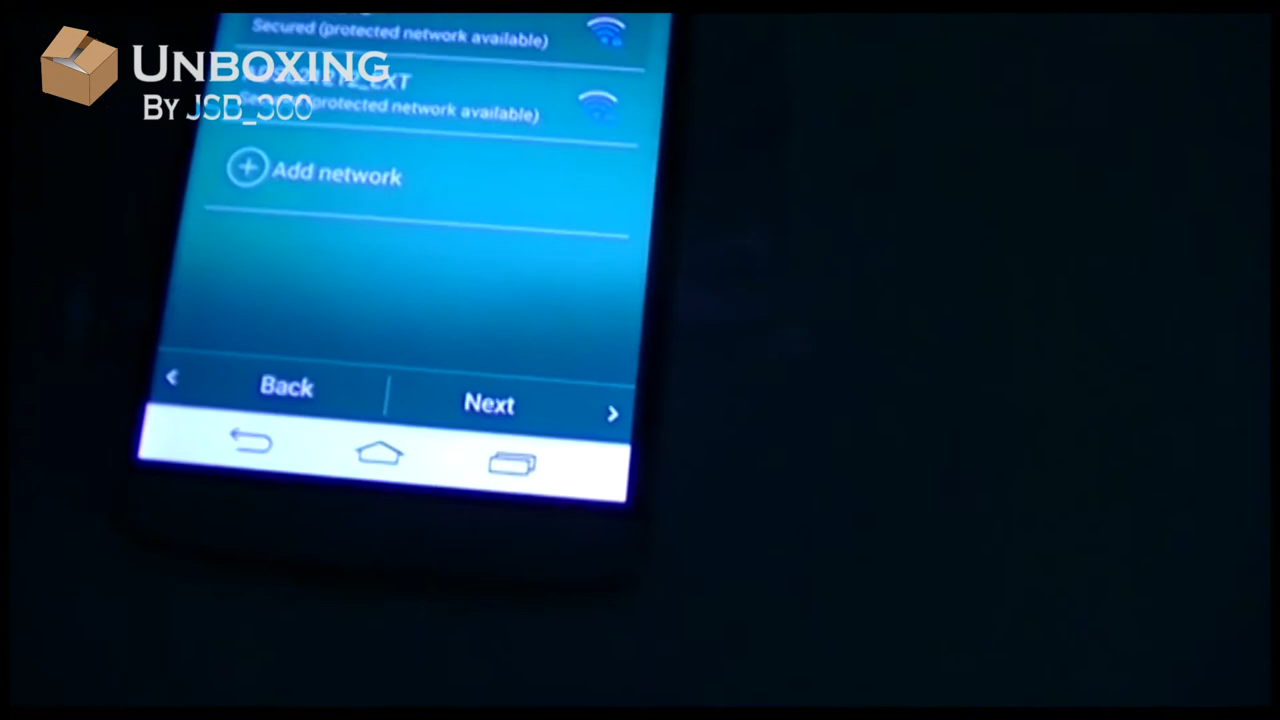 Secured (protected network available)
UNBOXING
BY JSB_360
(protected network available)
Add network
Back
Next